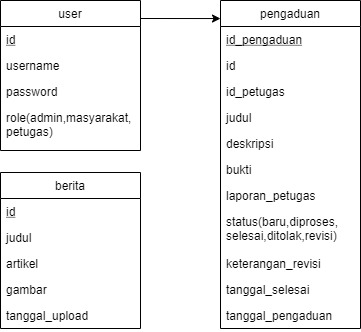 user
id
username
password
role(admin,masyarakat,
petugas)
berita
id
judul
artikel
gambar
tanggal_upload
pengaduan
id_pengaduan
id
id_petugas
judul
deskripsi
bukti
laporan_petugas
status(baru,diproses,
selesai,ditolak,revisi)
keterangan_revisi
tanggal_selesai
tanggal_pengaduan